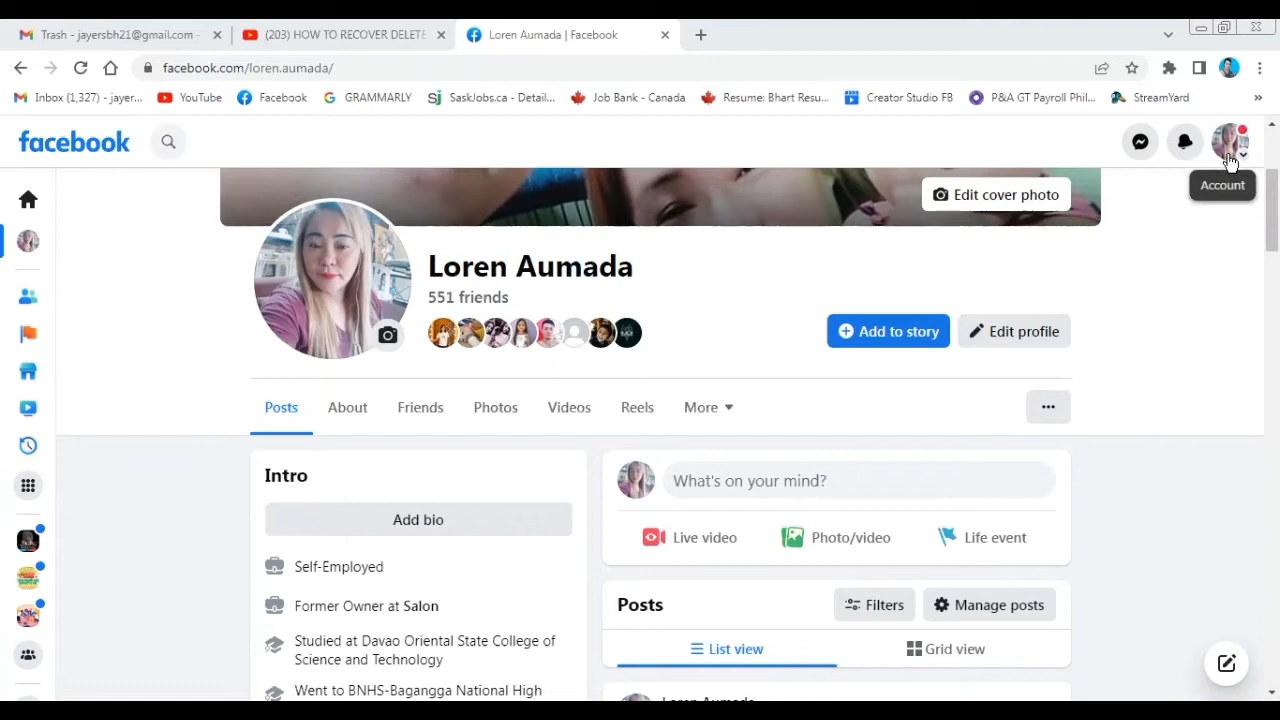 Trash - jayersbh21@gmail.com -
(203) HOW TO RECOVER DELETE
Loren Aumada | Facebook
facebook.com/loren.aumada/
Inbox (1,327) - jayer...
YouTube
Facebook
GRAMMARLY
SaskJobs.ca - Detail...
Job Bank - Canada
Resume: Bhart Resu...
Creator Studio FB
P&A GT Payroll Phil...
StreamYard
facebook
Account
Edit cover photo
Loren Aumada
551 friends
Add to story
Edit profile
Posts
About
Friends
Photos
Videos
Reels
More
Intro
Add bio
Self-Employed
Former Owner at Salon
Studied at Davao Oriental State College of
Science and Technology
Went to BNHS-Bagangga National High
What's on your mind?
Live video
Photo/video
Life event
Posts
Filters
Manage posts
List view
Grid view
Loren Aumada